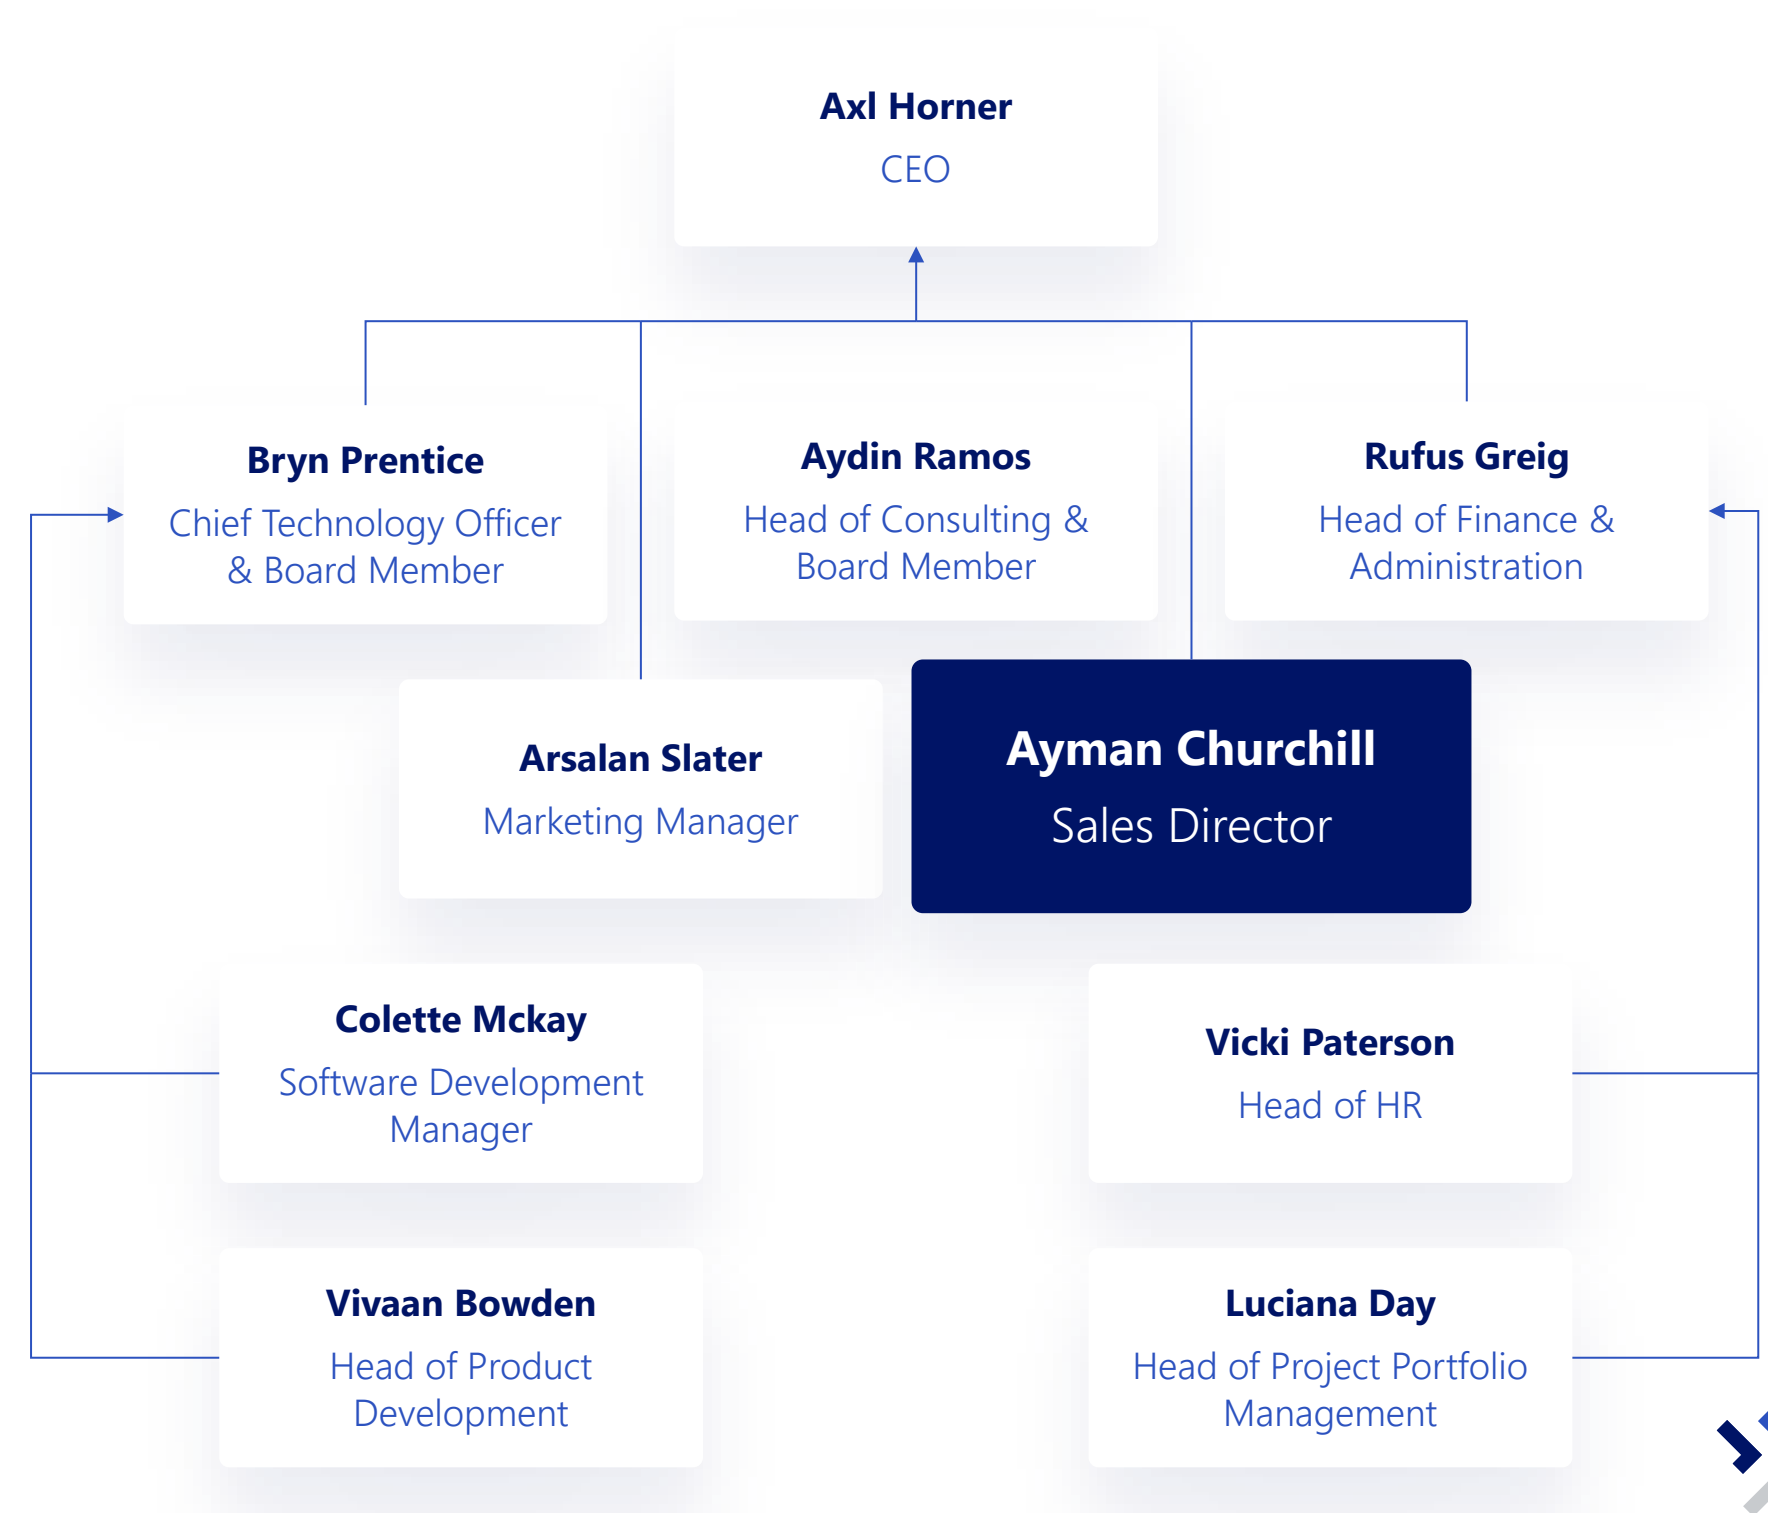 Axl Horner
CEO
Bryn Prentice
Chief Technology Officer
& Board Member
Aydin Ramos
Head of Consulting &
Board Member
Rufus Greig
Head of Finance &
Administration
Arsalan Slater
Marketing Manager
Ayman Churchill
Sales Director
Colette Mckay
Software Development
Manager
Vicki Paterson
Head of HR
Vivaan Bowden
Head of Product
Development
Luciana Day
Head of Project Portfolio
Management